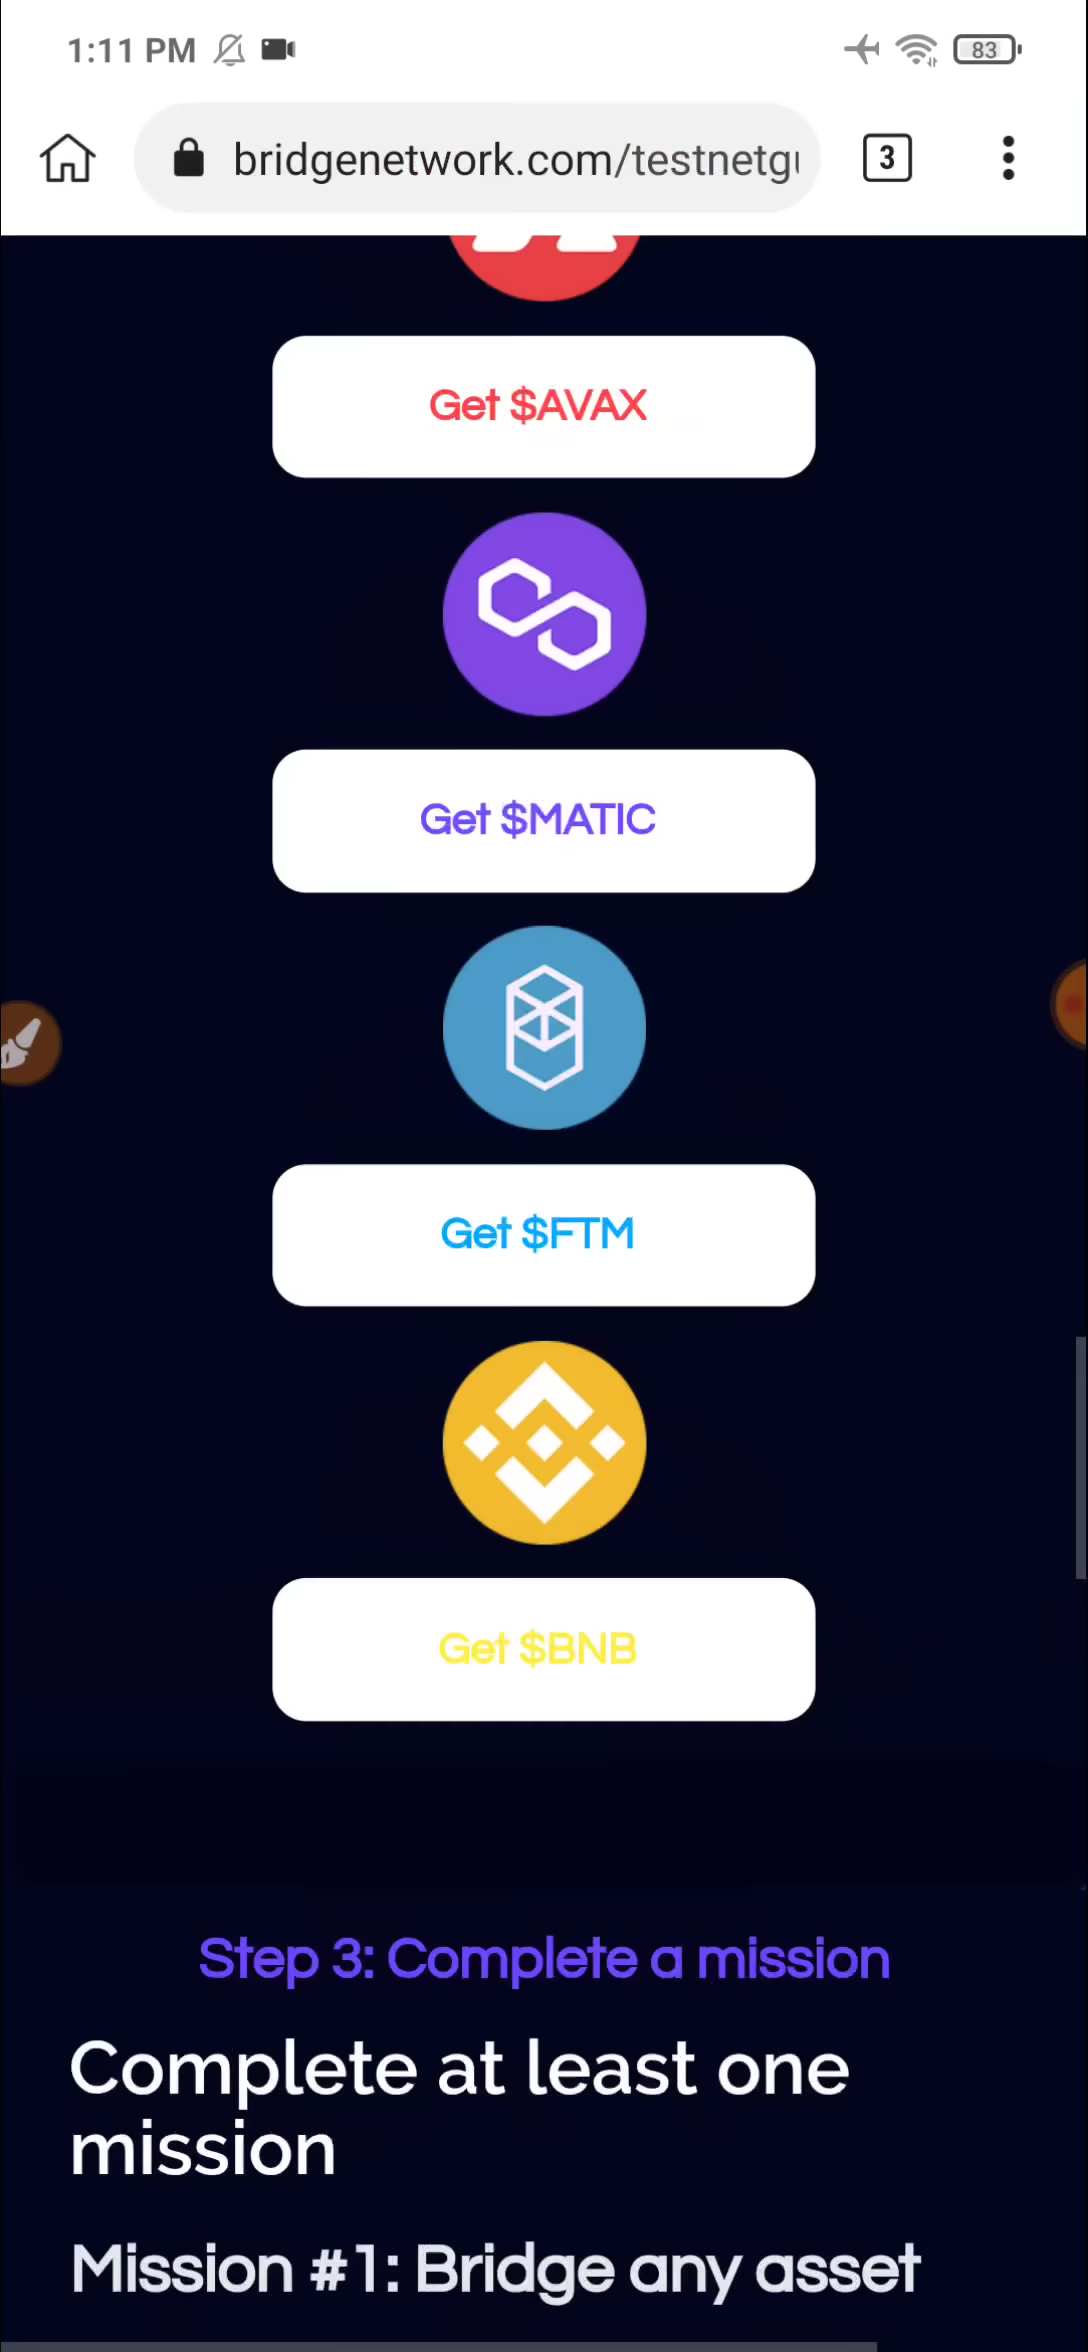 1:11 PM
83
bridgenetwork.com/testnetg
3
Get $AVAX
Get $MATIC
Get $FTM
Get $BNB
Step 3: Complete a mission
Complete at least one
mission
Mission #1: Bridge any asset